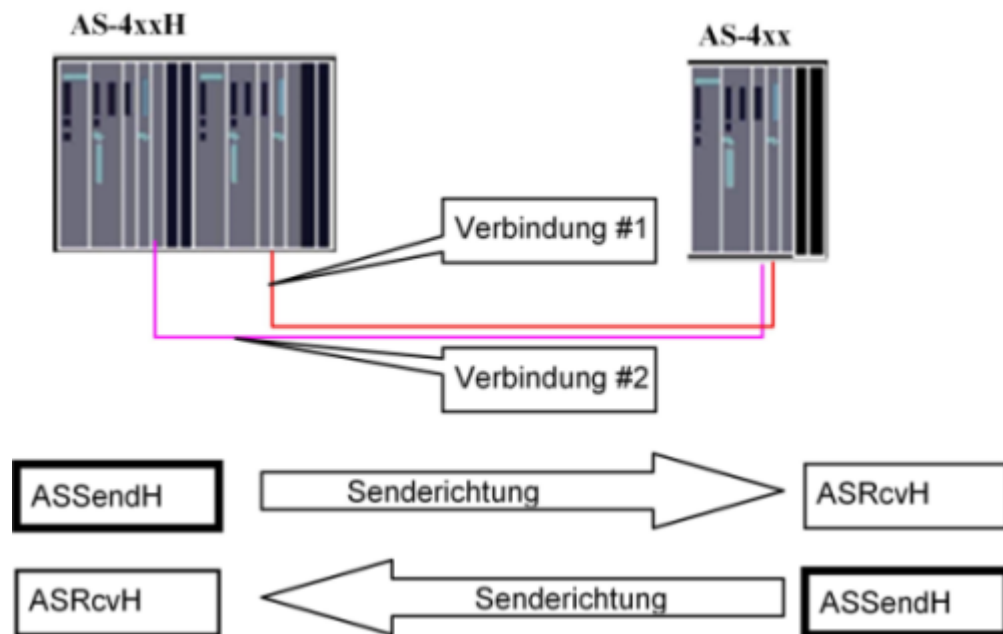 AS-4xxH
AS-4xx
Verbindung #1
Verbindung #2
ASSendH
Senderichtung
ASRcvH
ASRcvH
Senderichtung
ASSendH